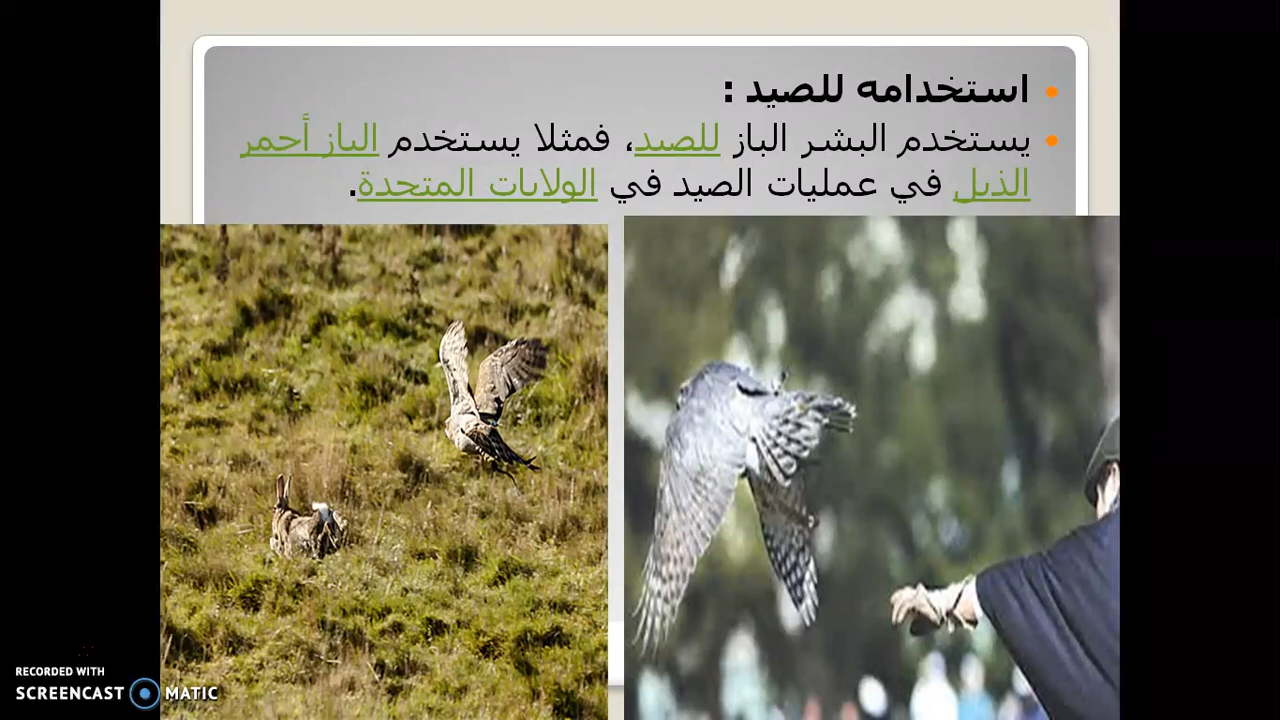 استخدامه للصيد :
يستخدم البشر الباز للصيد، فمثلا يستخدم الباز أحمر
الذيل في عمليات الصيد في الولايات المتحدة.
RECORDED WITH
SCREENCAST MATIC